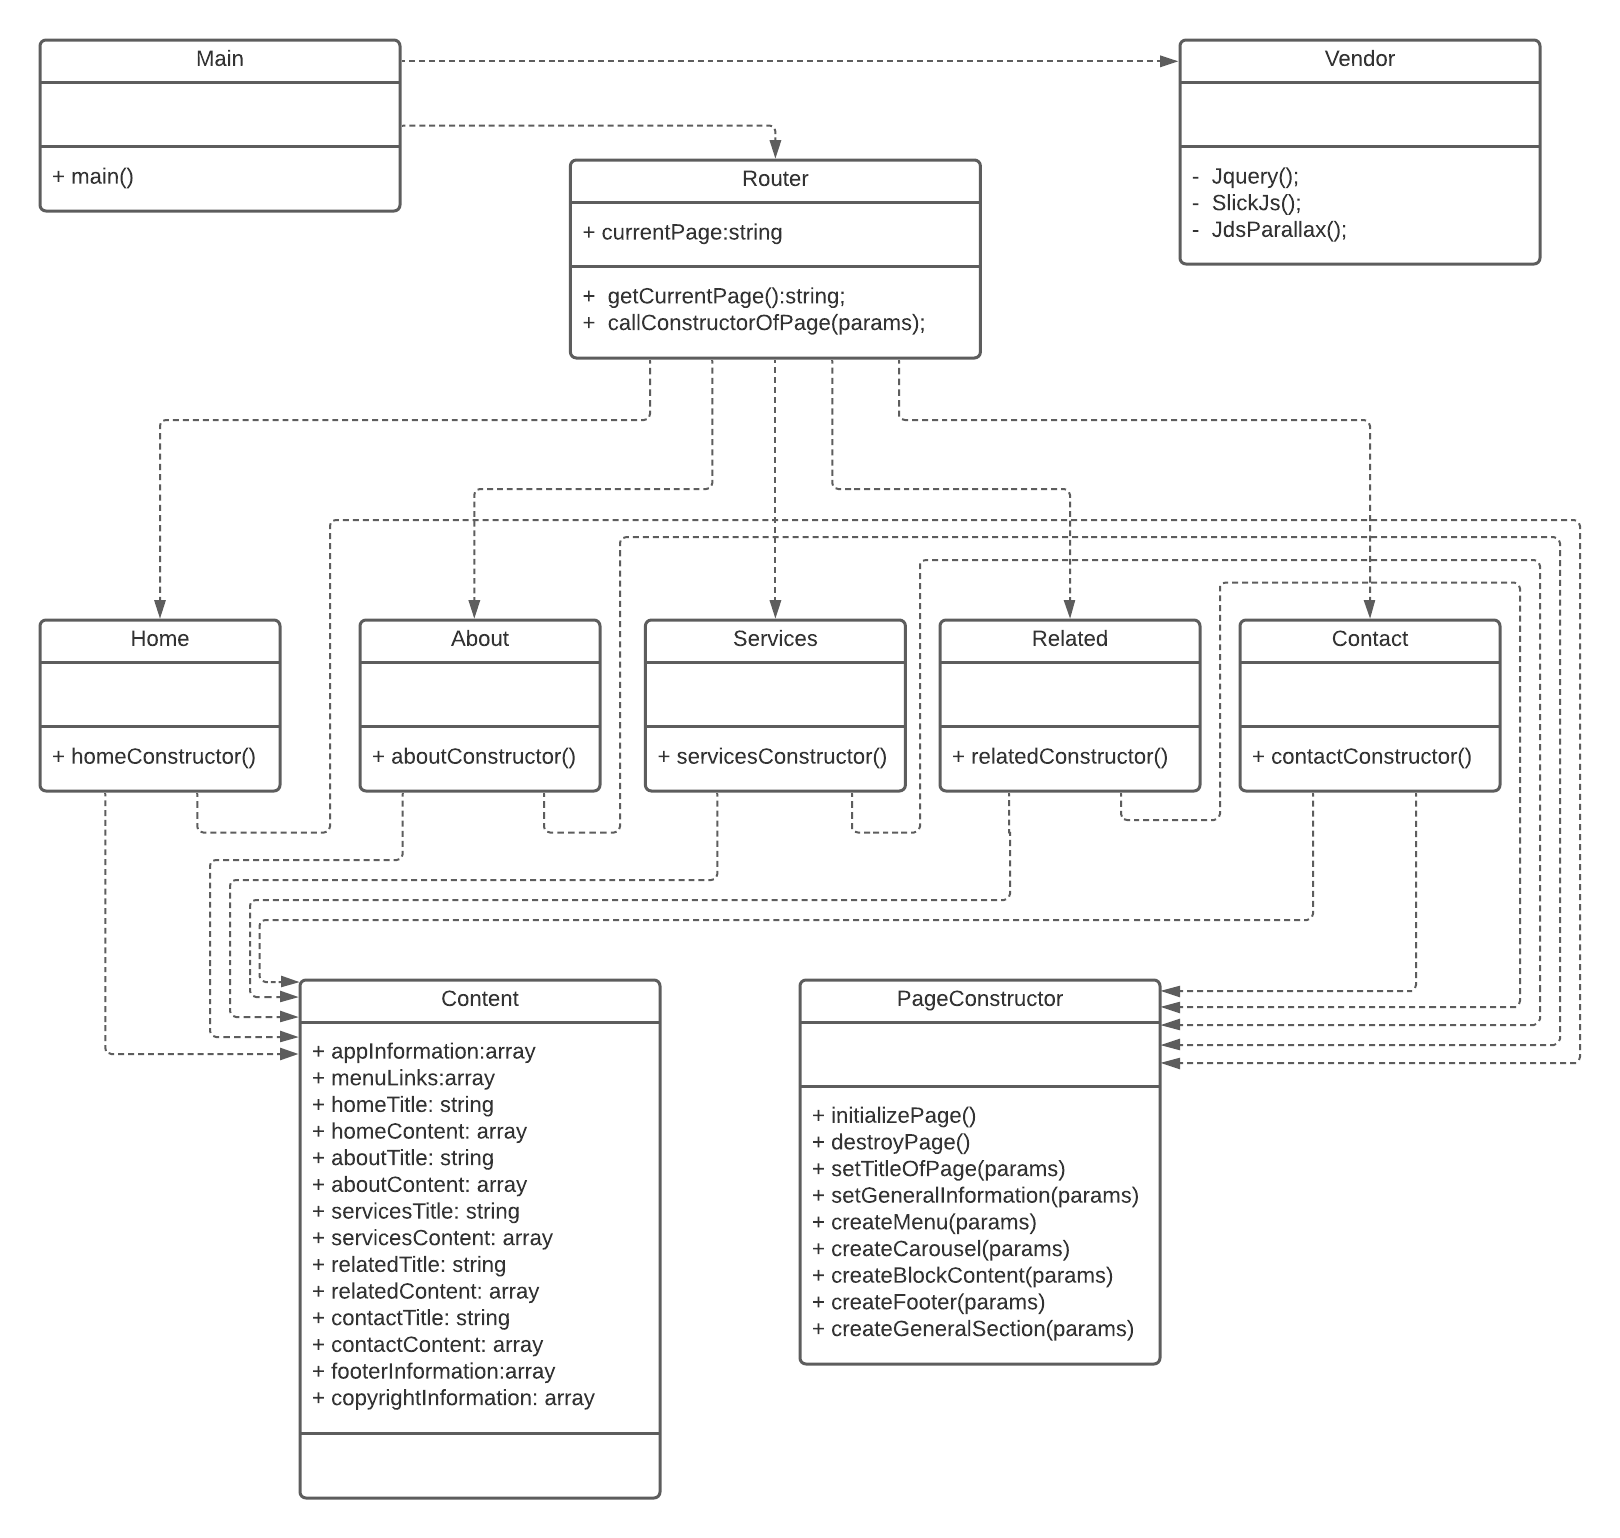 Main
+ main()
Vendor
- Jquery();
- SlickJs();
- JdsParallax();
Router
+ currentPage:string
+ getCurrentPage():string;
+ callConstructorOfPage(params);
Home
+ homeConstructor()
About
+ aboutConstructor()
Services
+ servicesConstructor()
Related
+ relatedConstructor()
Contact
+ contactConstructor()
Content
+ appInformation:array
+ menuLinks:array
+ homeTitle: string
+ homeContent: array
+ aboutTitle: string
+ aboutContent: array
+ servicesTitle: string
+ servicesContent: array
+ relatedTitle: string
+ relatedContent: array
+ contactTitle: string
+ contactContent: array
+ footerInformation:array
+ copyrightInformation: array
PageConstructor
+ initializePage()
+ destroyPage()
+ setTitleOfPage(params)
+ setGeneralInformation(params)
+ createMenu(params)
+ createCarousel(params)
+ createBlockContent(params)
+ createFooter(params)
+ createGeneralSection(params)